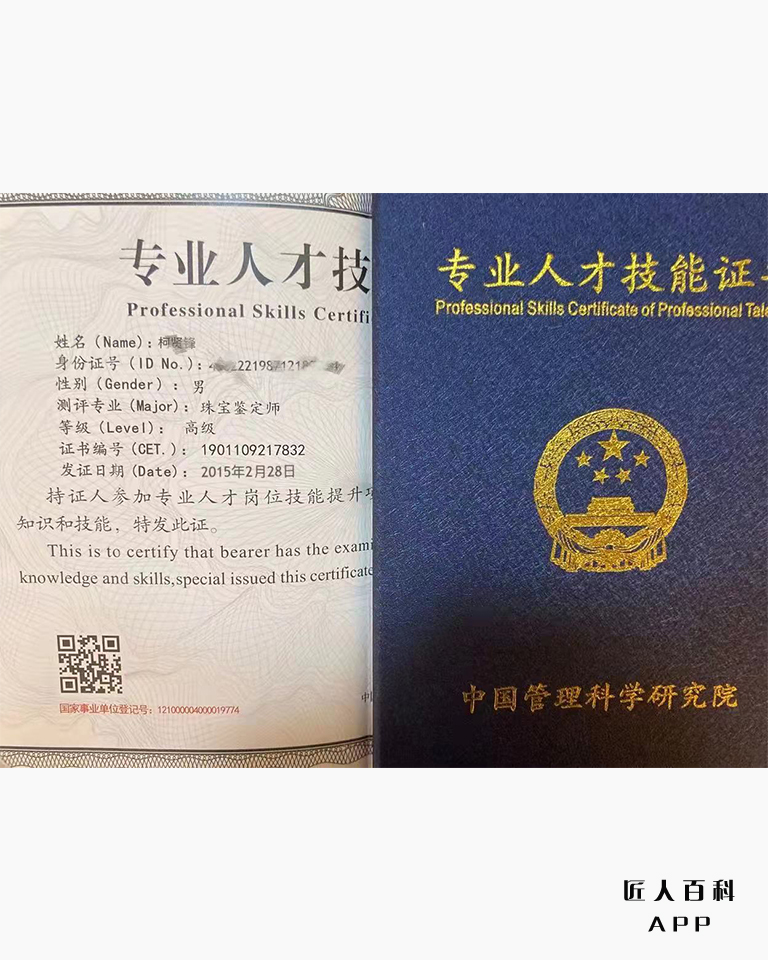 专业人才技
Professional Skills Certifi
姓名（Name）：柯贤锋
身份证号（ID No.）：
性别（Gender）： 男
测评专业（Major）： 珠宝鉴定师
等级（Level）： 高级
证书编号（CET.）： 1901109217832
发证日期（Date）： 2015年2月28日
持证人参加专业人才岗位技能提升项
知识和技能，特发此证。
This is to certify that bearer has the exami
knowledge and skills,special issued this certificate
国家事业单位登记号：121000004000019774
专业人才技能证
Professional Skills Certificate of Professional Tale
中国管理科学研究院
匠人百科
APP